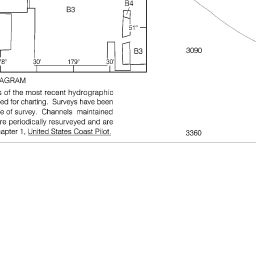 B4
B3
51°
B3
3090
8°
30'
179°
30'
AGRAM
of the most recent hydrographic
ed for charting. Surveys have been
e of survey. Channels maintained
re periodically resurveyed and are
apter 1, United States Coast Pilot.
3360